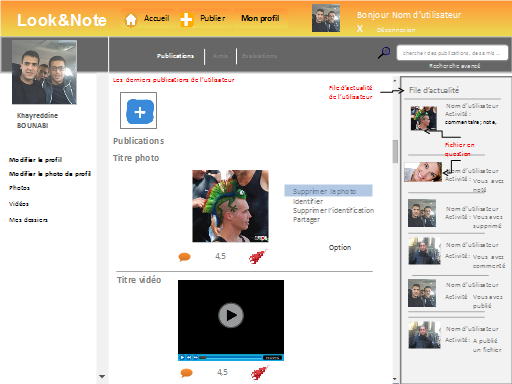 Look&Note
Accueil
Publier
Mon profil
Bonjour Nom d'utilisateur
X Déconnexion
Publications
Amis
Evaluations
chercher des publications, des amis ...
Recherche avancé
Khayreddine
BOUNABI
Modifier le profil
Modifier la photo de profil
Photos
Vidéos
Mes dossiers
Les derniers publications de l'utilisateur
File d'actualité
de l'utilisateur
Publications
Titre photo
Supprimer la photo
Identifier
Supprimer l'identification
Partager
Option
4,5
Titre vidéo
4,5
File d'actualité
Nom d'utilisateur
Activité :
commentaire; note,
Fichier en
question
Nom d'utilisateur
Activité : Vous avez
noté
Nom d'utilisateur
Activité : Vous avez
supprimé
Nom d'utilisateur
Activité : Vous avez
commenté
Nom d'utilisateur
Activité : Vous avez
publié
Nom d'utilisateur
Activité : A publié
un fichier